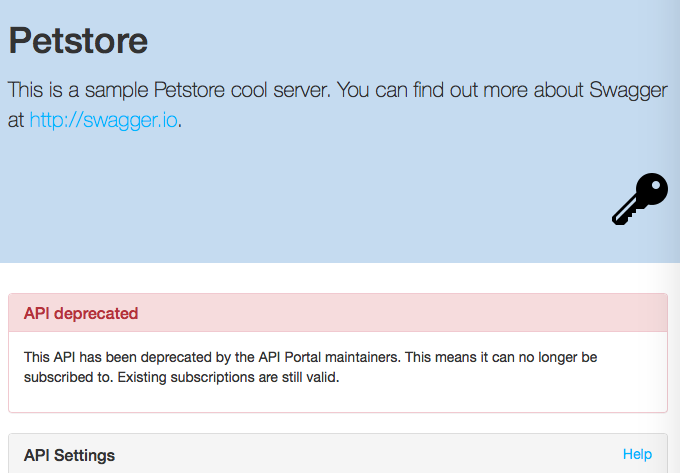 Petstore
This is a sample Petstore cool server. You can find out more about Swagger
at http://swagger.io.
API deprecated
This API has been deprecated by the API Portal maintainers. This means it can no longer be
subscribed to. Existing subscriptions are still valid.
API Settings
Help